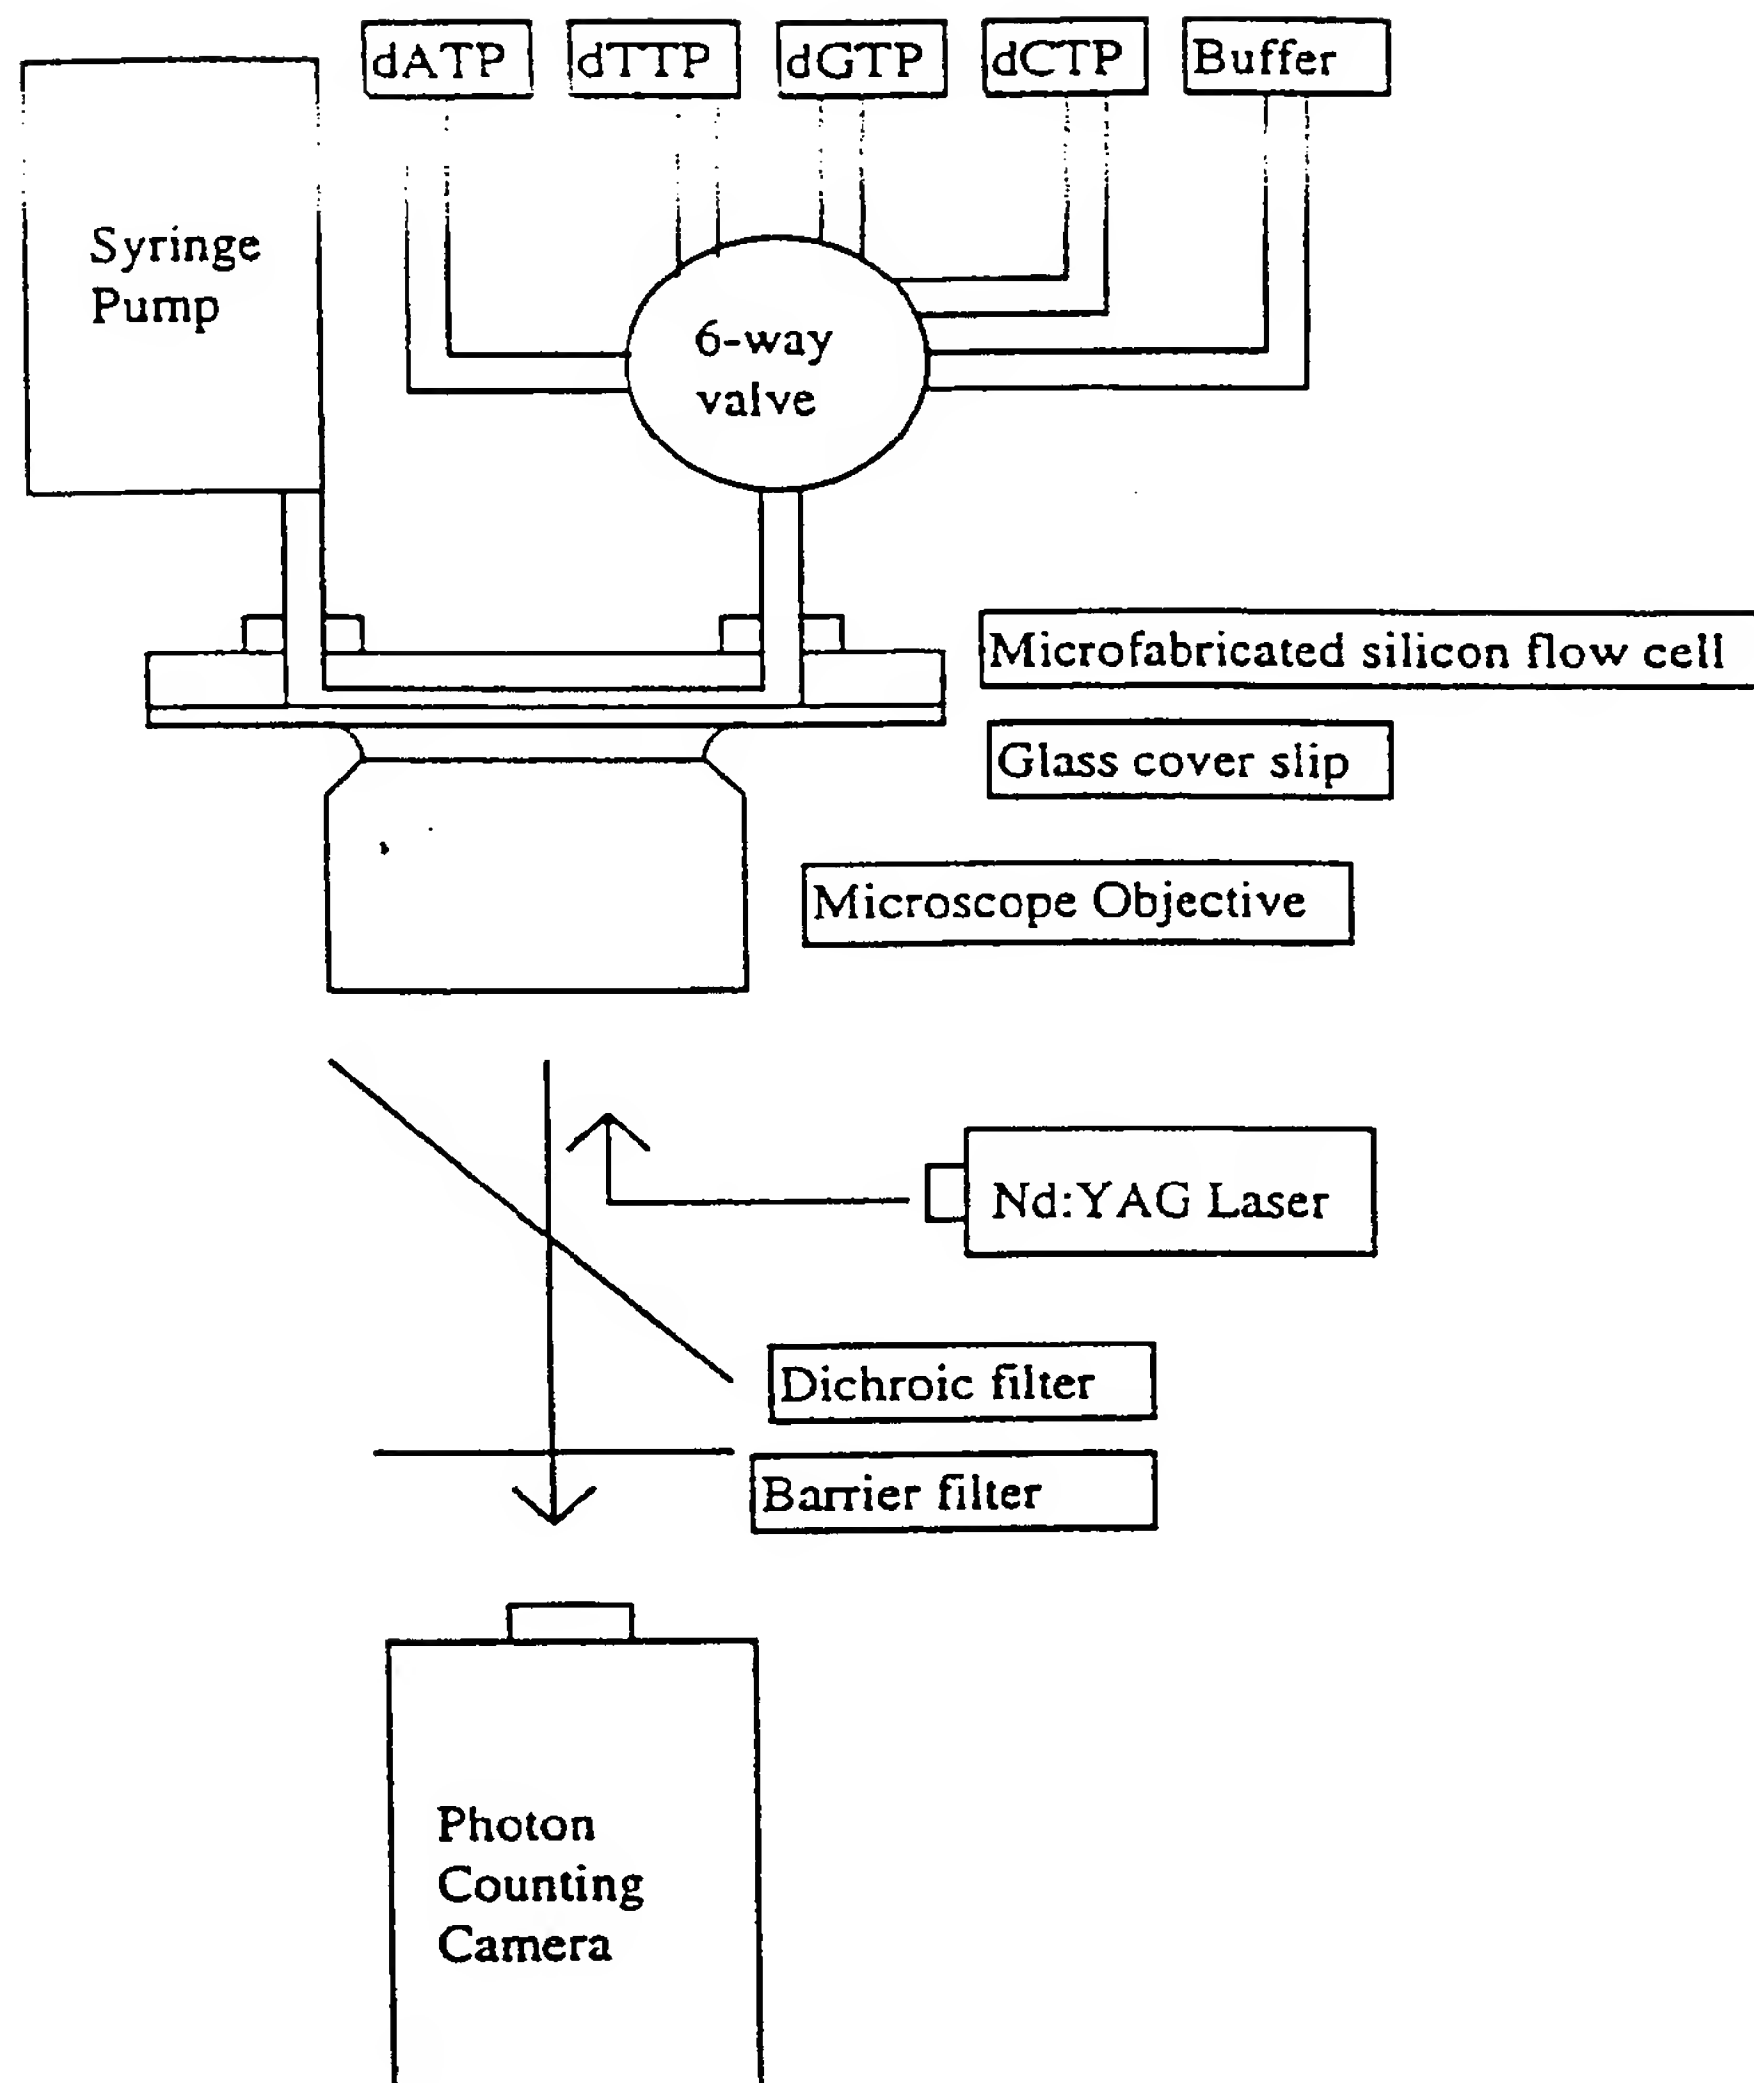 dATP
dTTP
dGTP
dCTP
Buffer
Syringe
Pump
6-way
valve
Microfabricated silicon flow cell
Glass cover slip
Microscope Objective
Nd:YAG Laser
Dichroic filter
Barrier filter
Photon
Counting
Camera